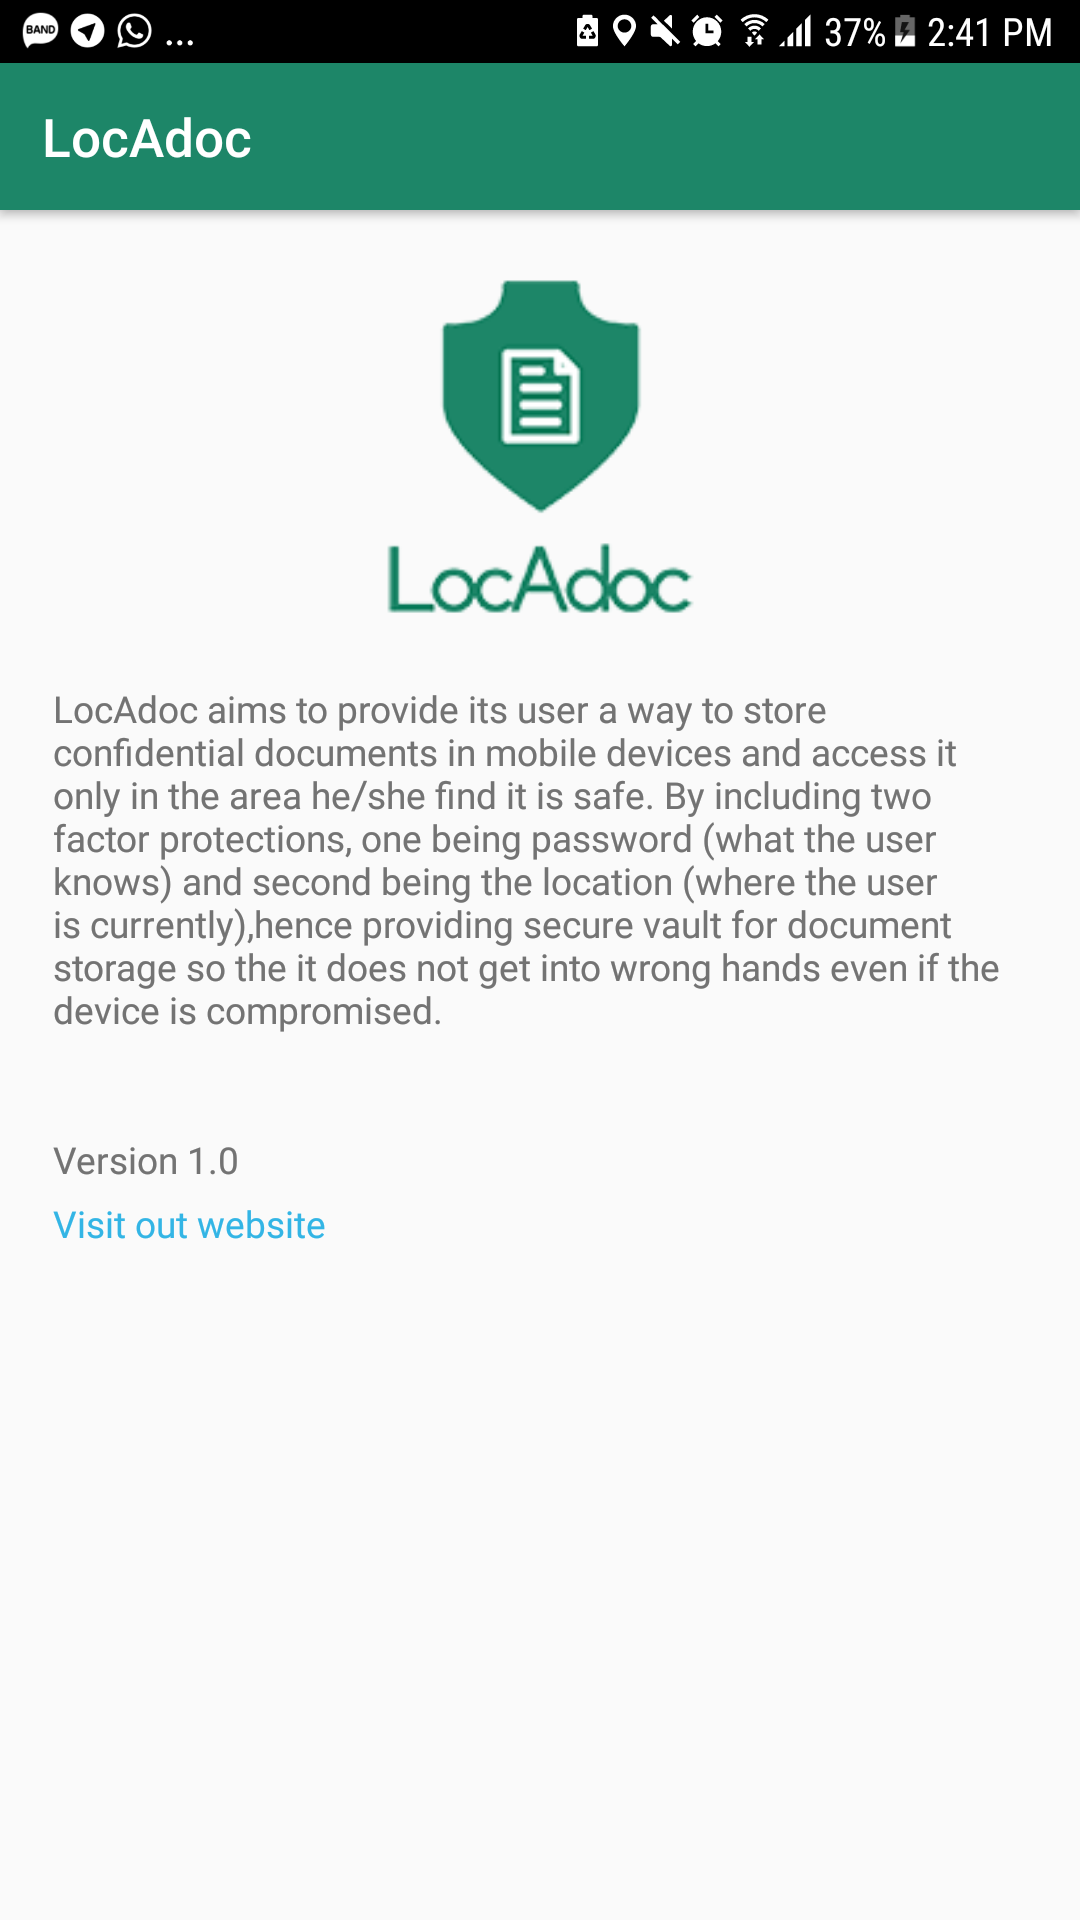 BAND ... 37% 2:41 PM
LocAdoc
LocAdoc
LocAdoc aims to provide its user a way to store
confidential documents in mobile devices and access it
only in the area he/she find it is safe. By including two
factor protections, one being password (what the user
knows) and second being the location (where the user
is currently),hence providing secure vault for document
storage so the it does not get into wrong hands even if the
device is compromised.
Version 1.0
Visit out website